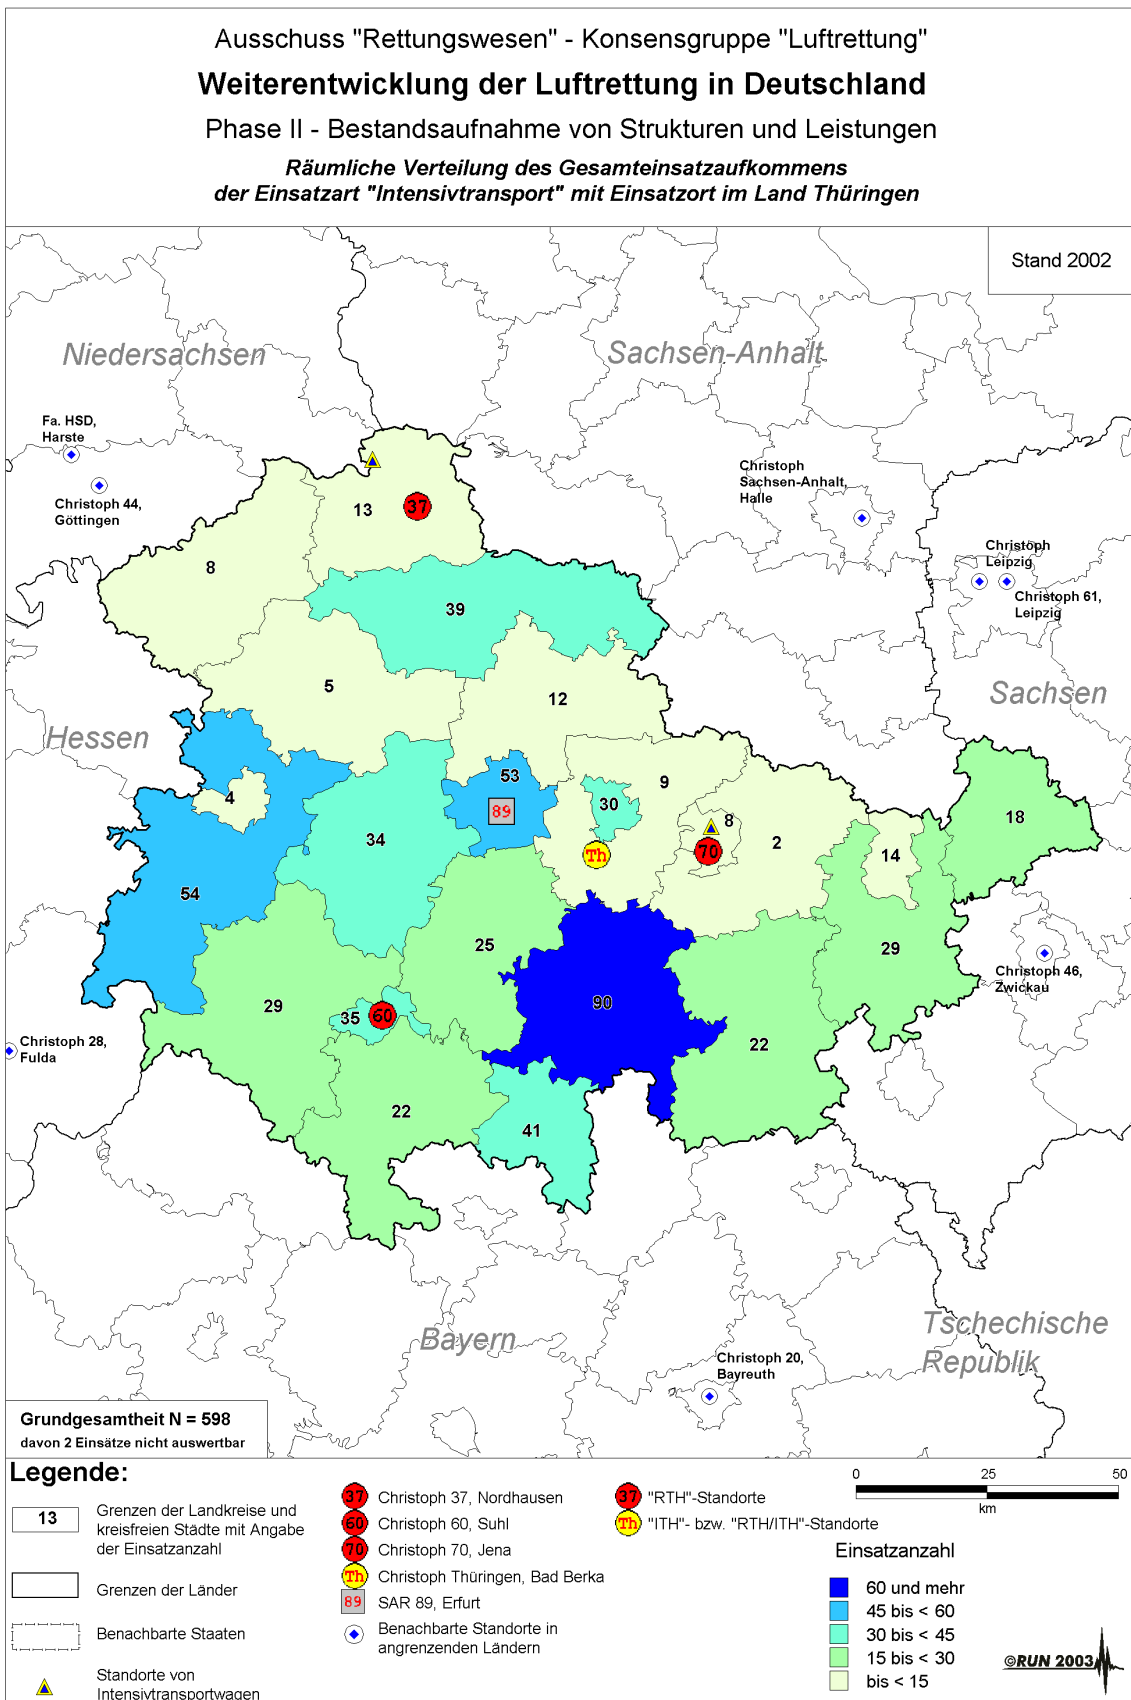 Ausschuss "Rettungswesen" - Konsensgruppe "Luftrettung"
Weiterentwicklung der Luftrettung in Deutschland
Phase II - Bestandsaufnahme von Strukturen und Leistungen
Räumliche Verteilung des Gesamteinsatzaufkommens
der Einsatzart "Intensivtransport" mit Einsatzort im Land Thüringen
Stand 2002
Niedersachsen
Sachsen-Anhalt
Fa. HSD,
Harste
Christoph 44,
Göttingen
Christoph
Sachsen-Anhalt,
Halle
13
37
8
Christoph
Leipzig
Christoph 61,
Leipzig
39
5
12
Sachsen
Hessen
53
9
4
89
30
8
18
34
2
Th
70
14
54
25
29
Christoph 46,
Zwickau
29
35
60
90
22
Christoph 28,
Fulda
22
41
Bayern
Tschechische
Republik
Christoph 20,
Bayreuth
Grundgesamtheit N = 598
davon 2 Einsätze nicht auswertbar
Legende:
13
Grenzen der Landkreise und
kreisfreien Städte mit Angabe
der Einsatzanzahl
Grenzen der Länder
Benachbarte Staaten
Standorte von
Intensivtransportwagen
37 Christoph 37, Nordhausen
60 Christoph 60, Suhl
70 Christoph 70, Jena
Th Christoph Thüringen, Bad Berka
89 SAR 89, Erfurt
Benachbarte Standorte in
angrenzenden Ländern
37 "RTH"-Standorte
Th "ITH"- bzw. "RTH/ITH"-Standorte
0 25 50
km
Einsatzanzahl
60 und mehr
45 bis < 60
30 bis < 45
15 bis < 30
bis < 15
©RUN 2003